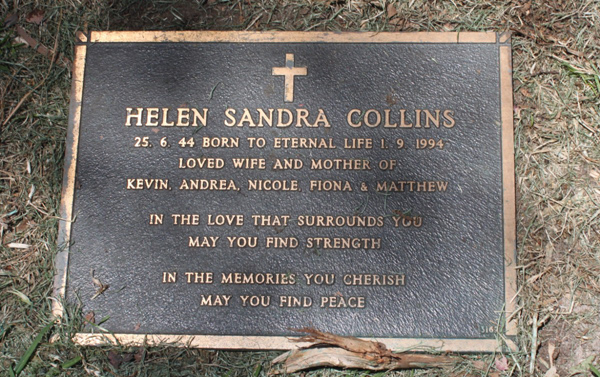 HELEN SANDRA COLLINS
25. 6. 44 BORN TO ETERNAL LIFE 1. 9. 1994
LOVED WIFE AND MOTHER OF
KEVIN, ANDREA, NICOLE, FIONA & MATTHEW
IN THE LOVE THAT SURROUNDS YOU
MAY YOU FIND STRENGTH
IN THE MEMORIES YOU CHERISH
MAY YOU FIND PEACE